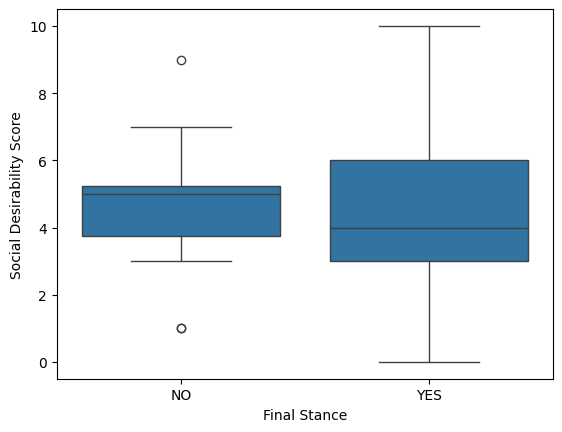 10
8
6
4
2
0
Social Desirability Score
NO
YES
Final Stance